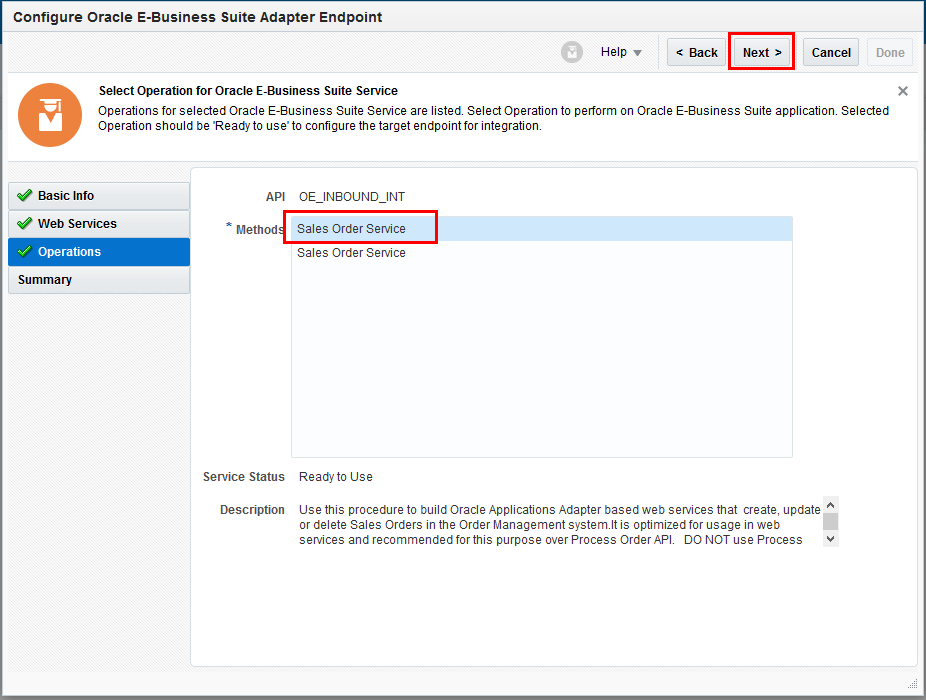 Configure Oracle E-Business Suite Adapter Endpoint
Help
< Back
Next >
Cancel
Done
Select Operation for Oracle E-Business Suite Service
Operations for selected Oracle E-Business Suite Service are listed. Select Operation to perform on Oracle E-Business Suite application. Selected
Operation should be 'Ready to use' to configure the target endpoint for integration.
Basic Info
Web Services
Operations
Summary
API OE_INBOUND_INT
* Methods Sales Order Service
Sales Order Service
Service Status Ready to Use
Description Use this procedure to build Oracle Applications Adapter based web services that create, update
or delete Sales Orders in the Order Management system.It is optimized for usage in web
services and recommended for this purpose over Process Order API. DO NOT use Process